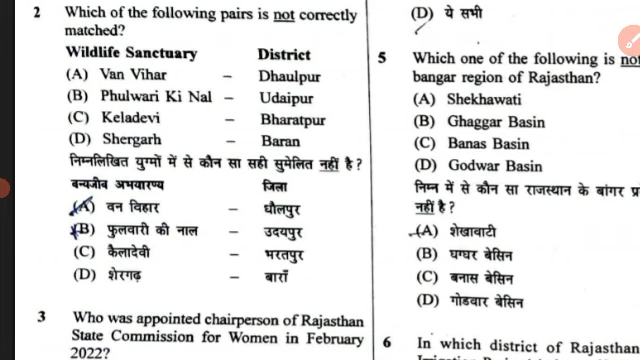 2 Which of the following pairs is not correctly
matched?
Wildlife Sanctuary District
(A) Van Vihar – Dhaulpur
(B) Phulwari Ki Nal – Udaipur
(C) Keladevi – Bharatpur
(D) Shergarh – Baran
निम्नलिखित युग्मों में से कौन सा सही सुमेलित नहीं है ?
वन्यजीव अभयारण्य जिला
(A) वन विहार – धौलपुर
(B) फुलवारी की नाल – उदयपुर
(C) कैलादेवी – भरतपुर
(D) शेरगढ़ – बाराँ
3 Who was appointed chairperson of Rajasthan
State Commission for Women in February
2022?
(D) ये सभी
5 Which one of the following is not
bangar region of Rajasthan?
(A) Shekhawati
(B) Ghaggar Basin
(C) Banas Basin
(D) Godwar Basin
निम्न में से कौन सा राजस्थान के बांगर प्र
नहीं है ?
(A) शेखावाटी
(B) घग्घर बेसिन
(C) बनास बेसिन
(D) गोडवार बेसिन
6 In which district of Rajasthan